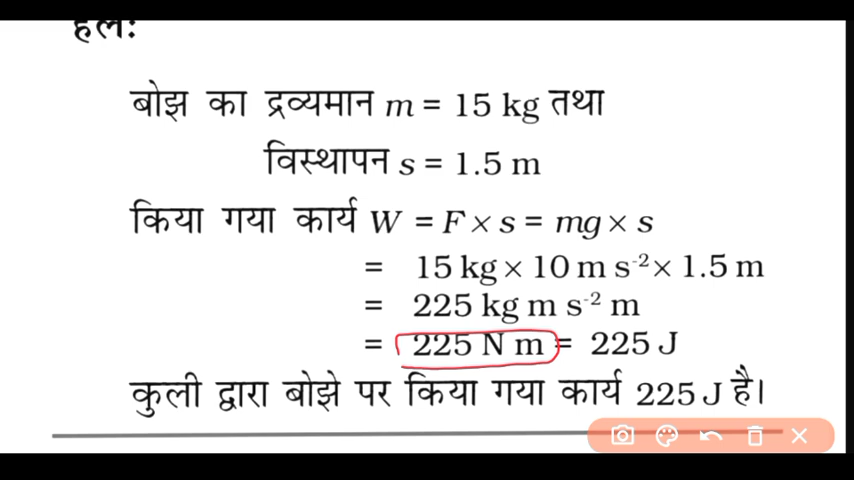 हल:
बोझ का द्रव्यमान m = 15 kg तथा
विस्थापन s = 1.5 m
किया गया कार्य W = F × s = mg × s
= 15 kg × 10 m s⁻² × 1.5 m
= 225 kg m s⁻² m
= 225 N m = 225 J
कुली द्वारा बोझे पर किया गया कार्य 225 J है।